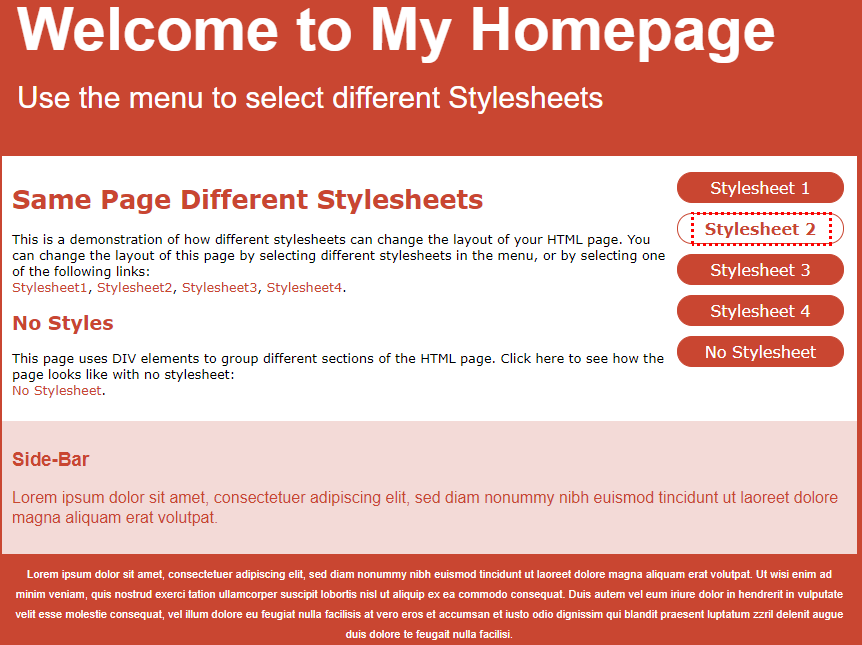 Welcome to My Homepage
Use the menu to select different Stylesheets
Same Page Different Stylesheets
This is a demonstration of how different stylesheets can change the layout of your HTML page. You
can change the layout of this page by selecting different stylesheets in the menu, or by selecting one
of the following links:
Stylesheet1, Stylesheet2, Stylesheet3, Stylesheet4.
No Styles
This page uses DIV elements to group different sections of the HTML page. Click here to see how the
page looks like with no stylesheet:
No Stylesheet.
Stylesheet 1
Stylesheet 2
Stylesheet 3
Stylesheet 4
No Stylesheet
Side-Bar
Lorem ipsum dolor sit amet, consectetuer adipiscing elit, sed diam nonummy nibh euismod tincidunt ut laoreet dolore
magna aliquam erat volutpat.
Lorem ipsum dolor sit amet, consectetuer adipiscing elit, sed diam nonummy nibh euismod tincidunt ut laoreet dolore magna aliquam erat volutpat. Ut wisi enim ad
minim veniam, quis nostrud exerci tation ullamcorper suscipit lobortis nisl ut aliquip ex ea commodo consequat. Duis autem vel eum iriure dolor in hendrerit in vulputate
velit esse molestie consequat, vel illum dolore eu feugiat nulla facilisis at vero eros et accumsan et iusto odio dignissim qui blandit praesent luptatum zzril delenit augue
duis dolore te feugait nulla facilisi.